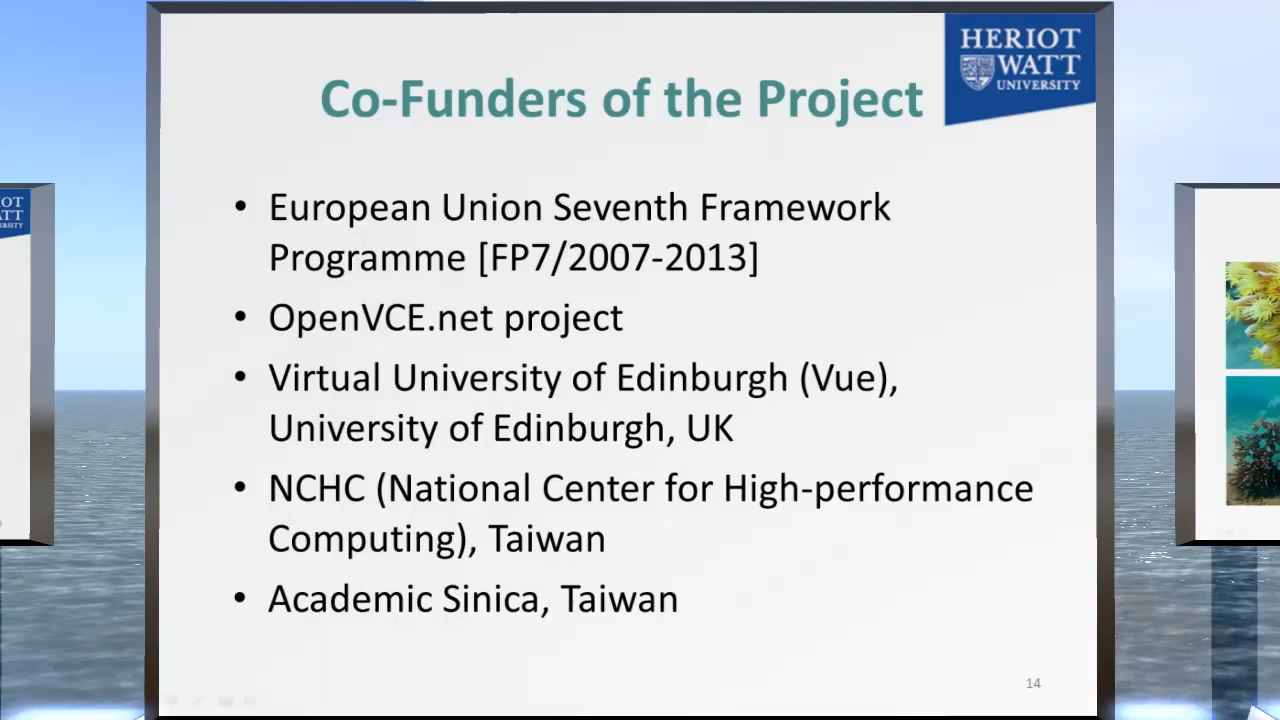 HERIOT
WATT
UNIVERSITY
Co-Funders of the Project
• European Union Seventh Framework
Programme [FP7/2007-2013]
• OpenVCE.net project
• Virtual University of Edinburgh (Vue),
University of Edinburgh, UK
• NCHC (National Center for High-performance
Computing), Taiwan
• Academic Sinica, Taiwan
14